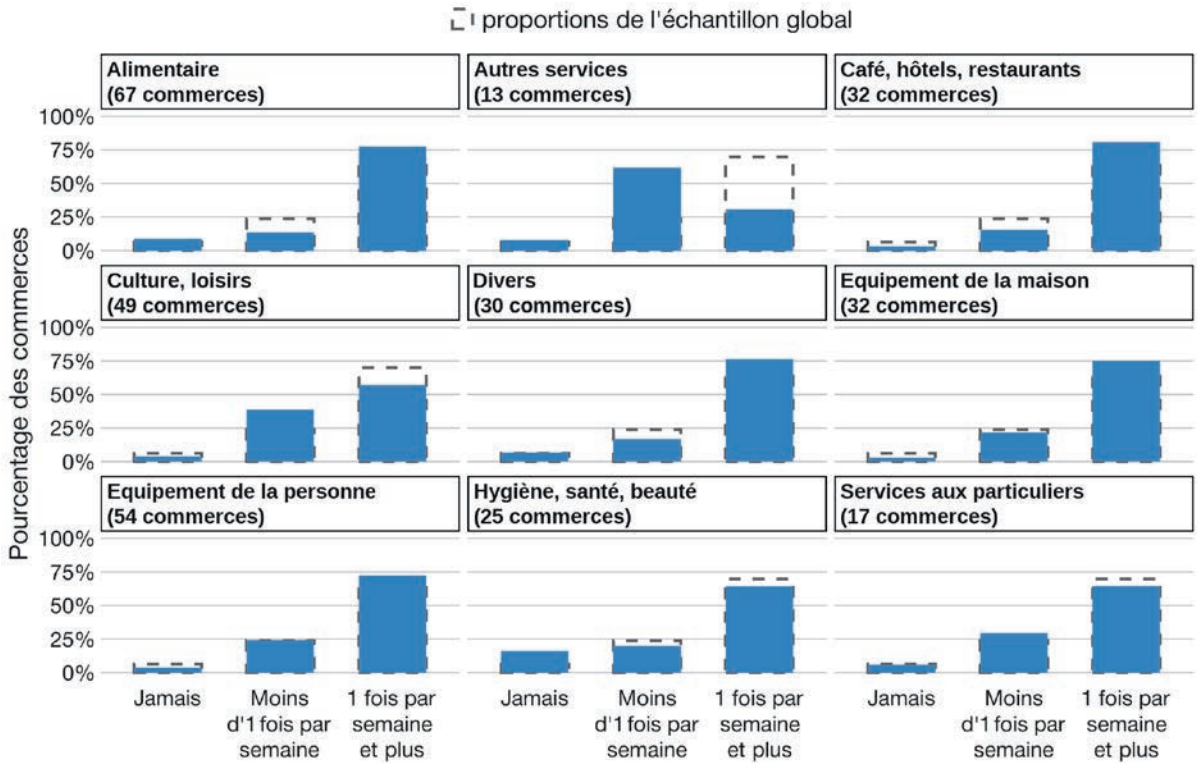 proportions de l'échantillon global
Alimentaire
(67 commerces)
Autres services
(13 commerces)
Café, hôtels, restaurants
(32 commerces)
100%
75%
50%
25%
0%
Culture, loisirs
(49 commerces)
Divers
(30 commerces)
Equipement de la maison
(32 commerces)
100%
75%
50%
25%
0%
Equipement de la personne
(54 commerces)
Hygiène, santé, beauté
(25 commerces)
Services aux particuliers
(17 commerces)
100%
75%
50%
25%
0%
Pourcentage des commerces
Jamais
Moins
d'1 fois par
semaine
1 fois par
semaine
et plus
Jamais
Moins
d'1 fois par
semaine
1 fois par
semaine
et plus
Jamais
Moins
d'1 fois par
semaine
1 fois par
semaine
et plus